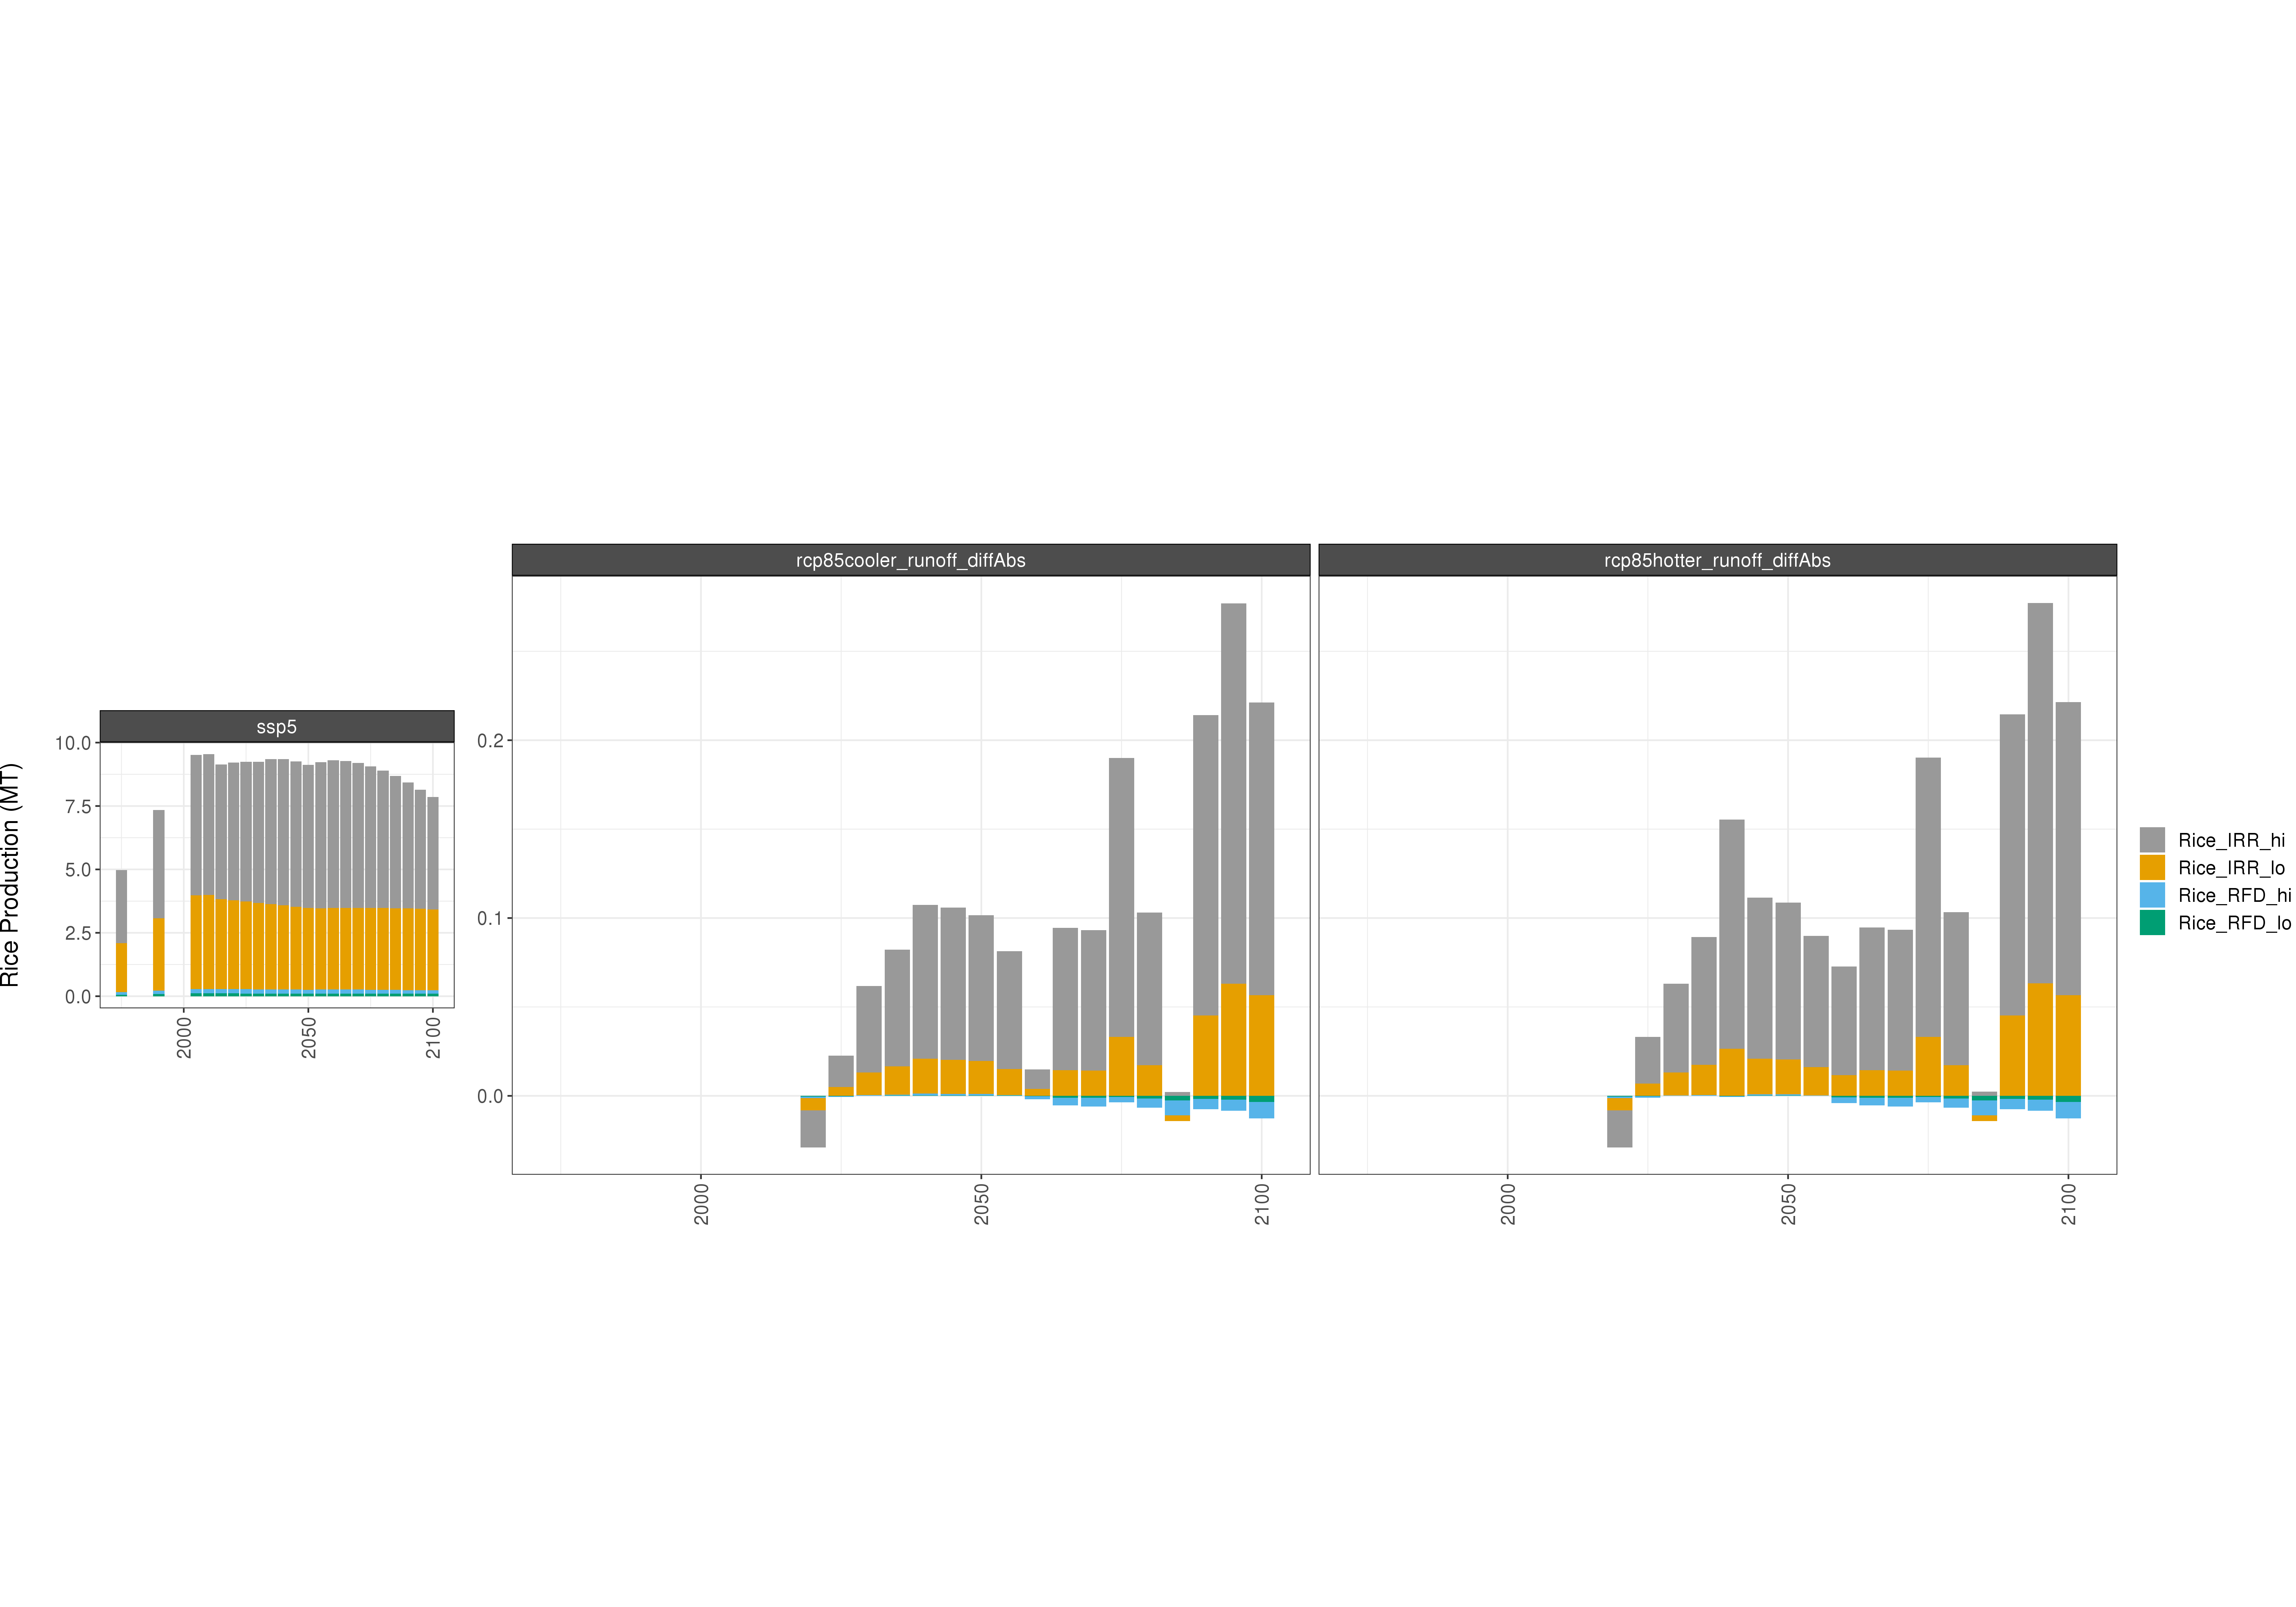 rcp85cooler_runoff_diffAbs
rcp85hotter_runoff_diffAbs
ssp5
Rice Production (MT)
10.0
7.5
5.0
2.5
0.0
2000
2050
2100
0.2
0.1
0.0
2000
2050
2100
2000
2050
2100
Rice_IRR_hi
Rice_IRR_lo
Rice_RFD_hi
Rice_RFD_lo